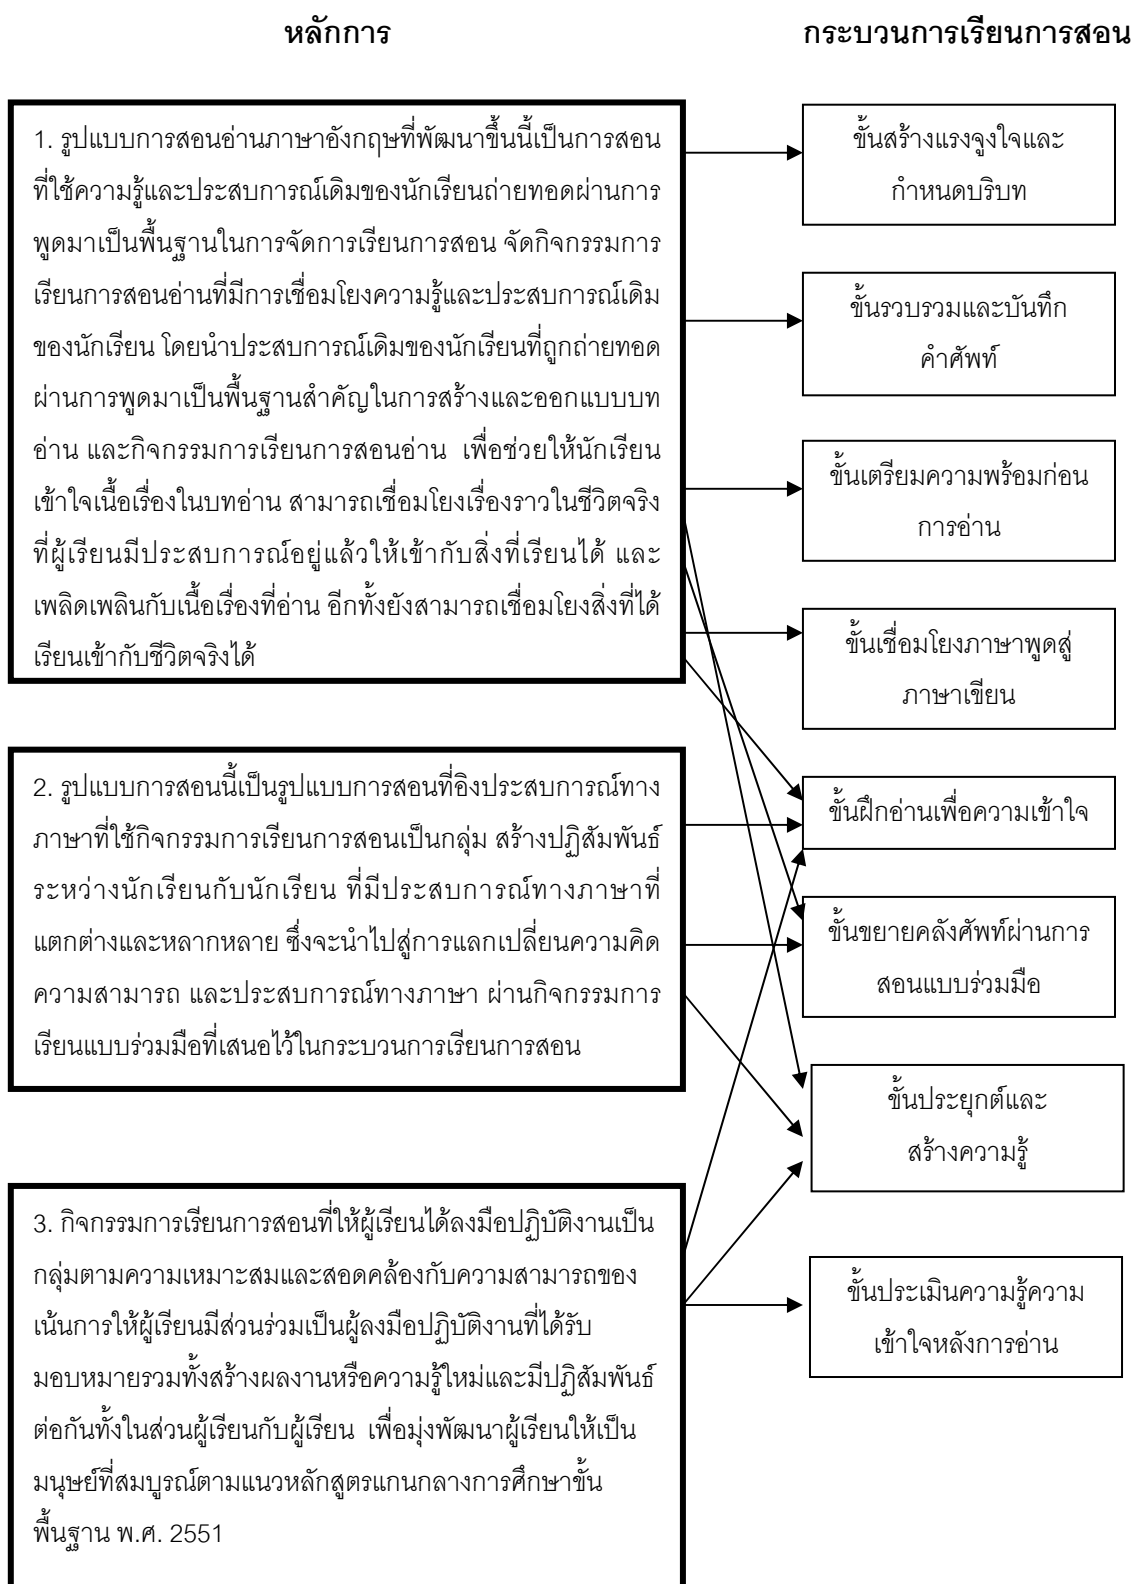 หลักการ
กระบวนการเรียนการสอน
1. รูปแบบการสอนอ่านภาษาอังกฤษที่พัฒนาขึ้นนี้เป็นการสอน
ที่ใช้ความรู้และประสบการณ์เดิมของนักเรียนถ่ายทอดผ่านการ
พูดมาเป็นพื้นฐานในการจัดการเรียนการสอน จัดกิจกรรมการ
เรียนการสอนอ่านที่มีการเชื่อมโยงความรู้และประสบการณ์เดิม
ของนักเรียน โดยนำประสบการณ์เดิมของนักเรียนที่ถูกถ่ายทอด
ผ่านการพูดมาเป็นพื้นฐานสำคัญในการสร้างและออกแบบบท
อ่าน และกิจกรรมการเรียนการสอนอ่าน เพื่อช่วยให้นักเรียน
เข้าใจเนื้อเรื่องในบทอ่าน สามารถเชื่อมโยงเรื่องราวในชีวิตจริง
ที่ผู้เรียนมีประสบการณ์อยู่แล้วให้เข้ากับสิ่งที่เรียนได้ และ
เพลิดเพลินกับเนื้อเรื่องที่อ่าน อีกทั้งยังสามารถเชื่อมโยงสิ่งที่ได้
เรียนเข้ากับชีวิตจริงได้
2. รูปแบบการสอนนี้เป็นรูปแบบการสอนที่อิงประสบการณ์ทาง
ภาษาที่ใช้กิจกรรมการเรียนการสอนเป็นกลุ่ม สร้างปฏิสัมพันธ์
ระหว่างนักเรียนกับนักเรียน ที่มีประสบการณ์ทางภาษาที่
แตกต่างและหลากหลาย ซึ่งจะนำไปสู่การแลกเปลี่ยนความคิด
ความสามารถ และประสบการณ์ทางภาษา ผ่านกิจกรรมการ
เรียนแบบร่วมมือที่เสนอไว้ในกระบวนการเรียนการสอน
3. กิจกรรมการเรียนการสอนที่ให้ผู้เรียนได้ลงมือปฏิบัติงานเป็น
กลุ่มตามความเหมาะสมและสอดคล้องกับความสามารถของ
เน้นการให้ผู้เรียนมีส่วนร่วมเป็นผู้ลงมือปฏิบัติงานที่ได้รับ
มอบหมายรวมทั้งสร้างผลงานหรือความรู้ใหม่และมีปฏิสัมพันธ์
ต่อกันทั้งในส่วนผู้เรียนกับผู้เรียน เพื่อมุ่งพัฒนาผู้เรียนให้เป็น
มนุษย์ที่สมบูรณ์ตามแนวหลักสูตรแกนกลางการศึกษาขั้น
พื้นฐาน พ.ศ. 2551
ขั้นสร้างแรงจูงใจและ
กำหนดบริบท
ขั้นรวบรวมและบันทึก
คำศัพท์
ขั้นเตรียมความพร้อมก่อน
การอ่าน
ขั้นเชื่อมโยงภาษาพูดสู่
ภาษาเขียน
ขั้นฝึกอ่านเพื่อความเข้าใจ
ขั้นขยายคลังศัพท์ผ่านการ
สอนแบบร่วมมือ
ขั้นประยุกต์และ
สร้างความรู้
ขั้นประเมินความรู้ความ
เข้าใจหลังการอ่าน